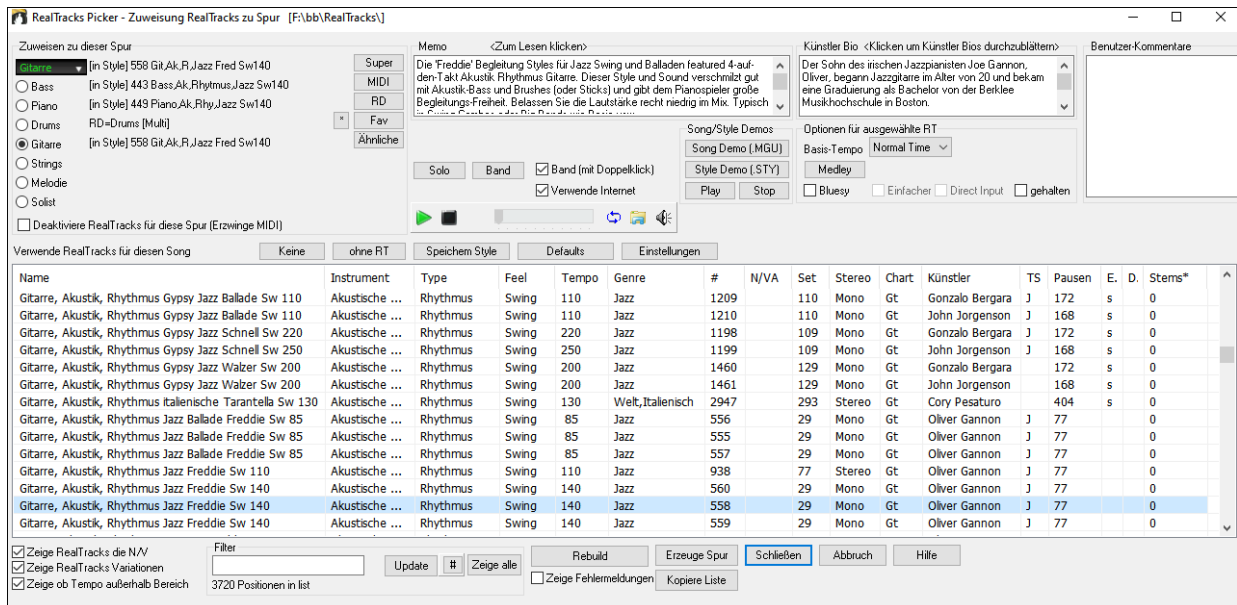 RealTracks Picker - Zuweisung RealTracks zu Spur [F:\bb\RealTracks\]
Zuweisen zu dieser Spur
Gitarre [in Style] 558 Git,Ak,R,Jazz Fred Sw140
Bass [in Style] 443 Bass,Ak,Rhytmus,Jazz Sw140
Piano [in Style] 449 Piano,Ak,Rhy,Jazz Sw140
Drums RD=Drums [Multi]
Gitarre [in Style] 558 Git,Ak,R,Jazz Fred Sw140
Strings
Melodie
Solist
Deaktiviere RealTracks für diese Spur (Erzwinge MIDI)
Super
MIDI
RD
* Fav
Ähnliche
Memo <Zum Lesen klicken>
Die 'Freddie' Begleitung Styles für Jazz Swing und Balladen featured 4-auf-
den-Takt Akustik Rhythmus Gitarre. Dieser Style und Sound verschmilzt gut
mit Akustik-Bass und Brushes (oder Sticks) und gibt dem Pianospieler große
Begleitungs-Freiheit. Belassen Sie die Lautstärke recht niedrig im Mix. Typisch
Solo Band Band (mit Doppelklick)
Verwende Internet
Song/Style Demos
Song Demo (.MGU)
Style Demo (.STY)
Play Stop
Künstler Bio <Klicken um Künstler Bios durchzublättern>
Der Sohn des irischen Jazzpianisten Joe Gannon,
Oliver, begann Jazzgitarre im Alter von 20 und bekam
eine Graduierung als Bachelor von der Berklee
Musikhochschule in Boston.
Optionen für ausgewählte RT
Basis-Tempo Normal Time
Medley
Bluesy Einfacher Direct Input gehalten
Benutzer-Kommentare
Verwende RealTracks für diesen Song Keine ohne RT Speichern Style Defaults Einstellungen
Name Instrument Type Feel Tempo Genre # N/VA Set Stereo Chart Künstler TS Pausen E. D. Stems*
Gitarre, Akustik, Rhythmus Gypsy Jazz Ballade Sw 110 Akustische ... Rhythmus Swing 110 Jazz 1209 110 Mono Gt Gonzalo Bergara J 172 s 0
Gitarre, Akustik, Rhythmus Gypsy Jazz Ballade Sw 110 Akustische ... Rhythmus Swing 110 Jazz 1210 110 Mono Gt John Jorgenson J 168 s 0
Gitarre, Akustik, Rhythmus Gypsy Jazz Schnell Sw 220 Akustische ... Rhythmus Swing 220 Jazz 1198 109 Mono Gt Gonzalo Bergara J 172 s 0
Gitarre, Akustik, Rhythmus Gypsy Jazz Schnell Sw 250 Akustische ... Rhythmus Swing 250 Jazz 1199 109 Mono Gt John Jorgenson J 168 s 0
Gitarre, Akustik, Rhythmus Gypsy Jazz Walzer Sw 200 Akustische ... Rhythmus Swing 200 Jazz 1460 129 Mono Gt Gonzalo Bergara 172 s 0
Gitarre, Akustik, Rhythmus Gypsy Jazz Walzer Sw 200 Akustische ... Rhythmus Swing 200 Jazz 1461 129 Mono Gt John Jorgenson 168 s 0
Gitarre, Akustik, Rhythmus italienische Tarantella Sw 130 Akustische ... Rhythmus Swing 130 Welt,Italienisch 2947 293 Stereo Gt Cory Pesaturo 404 s 0
Gitarre, Akustik, Rhythmus Jazz Ballade Freddie Sw 85 Akustische ... Rhythmus Swing 85 Jazz 556 29 Mono Gt Oliver Gannon J 77 0
Gitarre, Akustik, Rhythmus Jazz Ballade Freddie Sw 85 Akustische ... Rhythmus Swing 85 Jazz 555 29 Mono Gt Oliver Gannon J 77 0
Gitarre, Akustik, Rhythmus Jazz Ballade Freddie Sw 85 Akustische ... Rhythmus Swing 85 Jazz 557 29 Mono Gt Oliver Gannon J 77 0
Gitarre, Akustik, Rhythmus Jazz Freddie Sw 110 Akustische ... Rhythmus Swing 110 Jazz 938 77 Stereo Gt Oliver Gannon J 77 0
Gitarre, Akustik, Rhythmus Jazz Freddie Sw 140 Akustische ... Rhythmus Swing 140 Jazz 560 29 Mono Gt Oliver Gannon J 77 0
Gitarre, Akustik, Rhythmus Jazz Freddie Sw 140 Akustische ... Rhythmus Swing 140 Jazz 558 29 Mono Gt Oliver Gannon J 77 0
Gitarre, Akustik, Rhythmus Jazz Freddie Sw 140 Akustische ... Rhythmus Swing 140 Jazz 559 29 Mono Gt Oliver Gannon J 77 0
Zeige RealTracks die N/V
Zeige RealTracks Variationen
Zeige ob Tempo außerhalb Bereich
Filter
Update # Zeige alle
3720 Positionen in list
Rebuild Erzeuge Spur Schließen Abbruch Hilfe
Zeige Fehlermeldungen Kopiere Liste